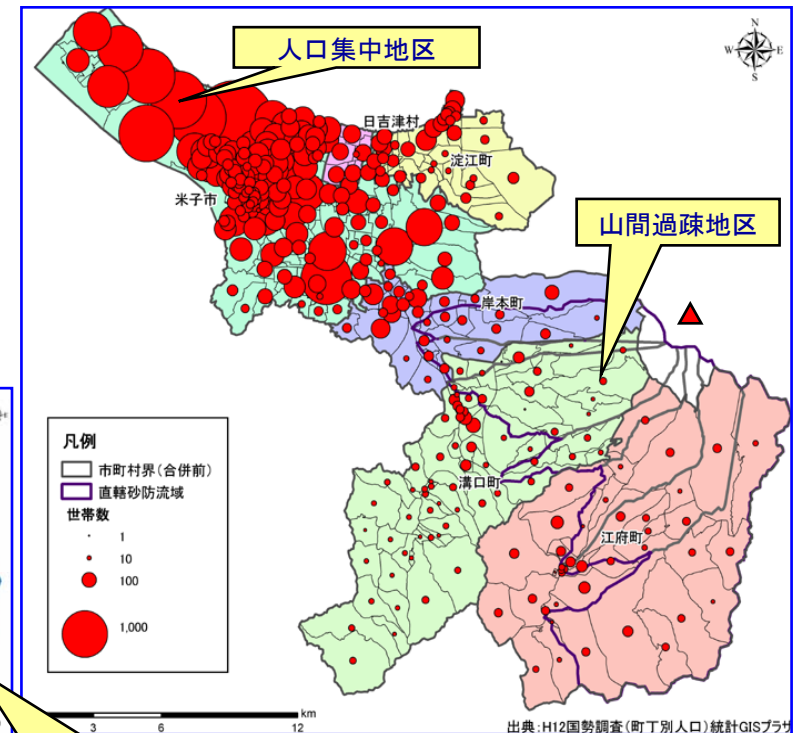 人口集中地区
N
W E
S
日吉津村
淀江町
米子市
山間過疎地区
岸本町
凡例
市町村界(合併前)
直轄砂防流域
世帯数
1
10
100
1,000
溝口町
江府町
km
3 6 12
出典:H12国勢調査(町丁別人口)統計GISプラザ